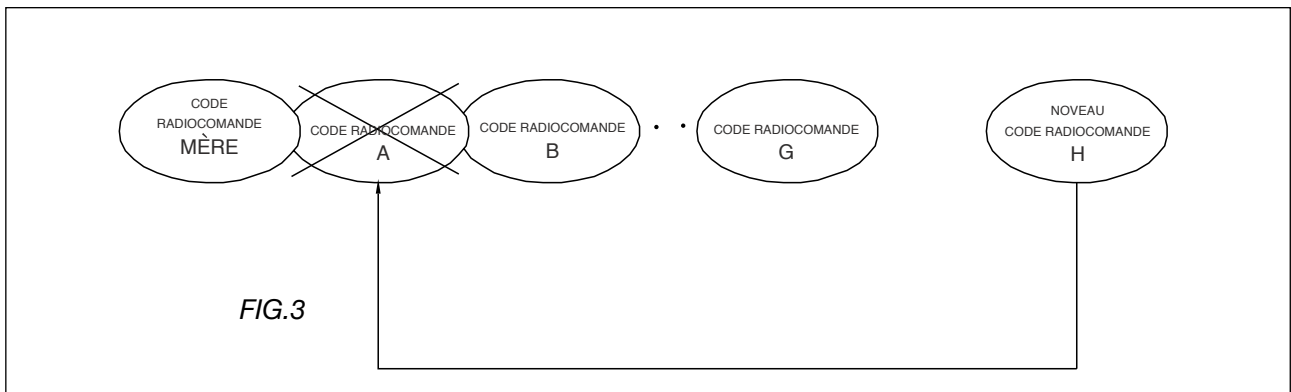 CODE
RADIOCOMANDE
MÈRE
CODE RADIOCOMANDE
A
CODE RADIOCOMANDE
B
CODE RADIOCOMANDE
G
NOVEAU
CODE RADIOCOMANDE
H
FIG.3